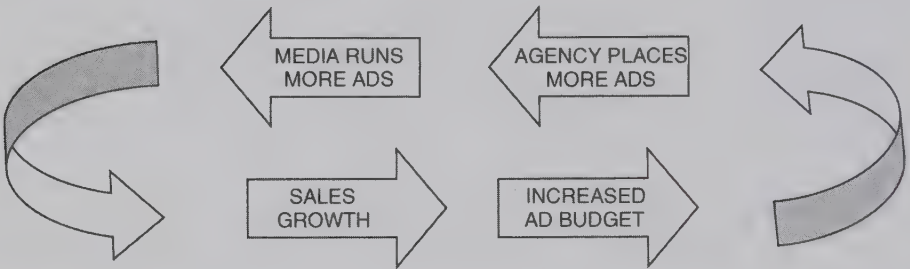 MEDIA RUNS
MORE ADS
AGENCY PLACES
MORE ADS
SALES
GROWTH
INCREASED
AD BUDGET